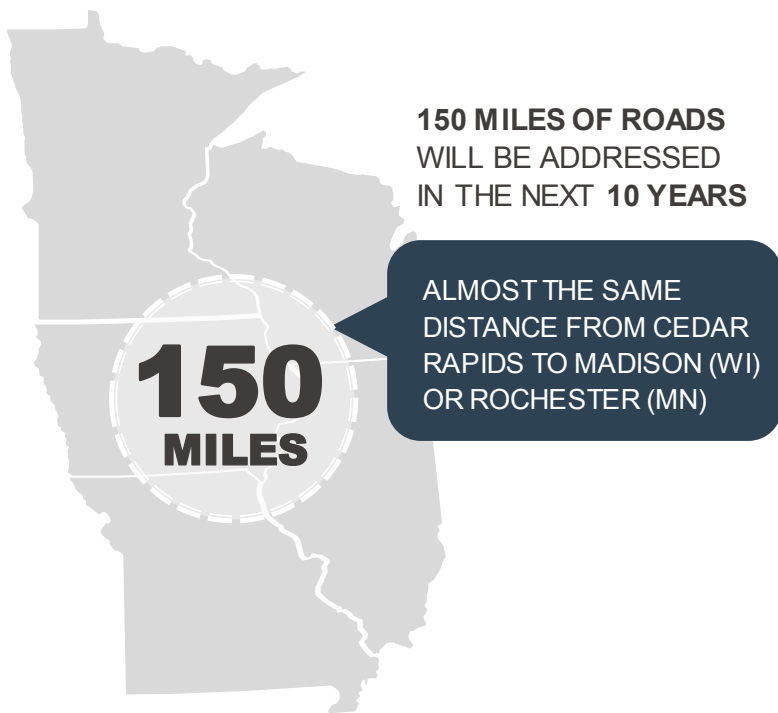 150 MILES OF ROADS
WILL BE ADDRESSED
IN THE NEXT 10 YEARS
ALMOST THE SAME
DISTANCE FROM CEDAR
RAPIDS TO MADISON (WI)
OR ROCHESTER (MN)
150
MILES